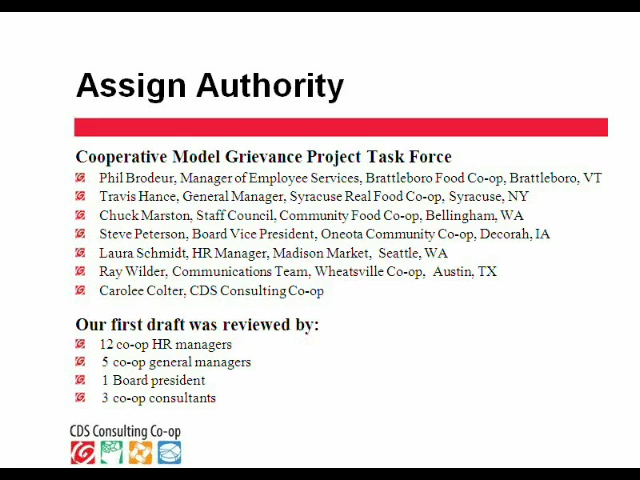 Assign Authority
Cooperative Model Grievance Project Task Force
Phil Brodeur, Manager of Employee Services, Brattleboro Food Co-op, Brattleboro, VT
Travis Hance, General Manager, Syracuse Real Food Co-op, Syracuse, NY
Chuck Marston, Staff Council, Community Food Co-op, Bellingham, WA
Steve Peterson, Board Vice President, Oneota Community Co-op, Decorah, IA
Laura Schmidt, HR Manager, Madison Market, Seattle, WA
Ray Wilder, Communications Team, Wheatsville Co-op, Austin, TX
Carolee Colter, CDS Consulting Co-op
Our first draft was reviewed by:
12 co-op HR managers
5 co-op general managers
1 Board president
3 co-op consultants
CDS Consulting Co-op